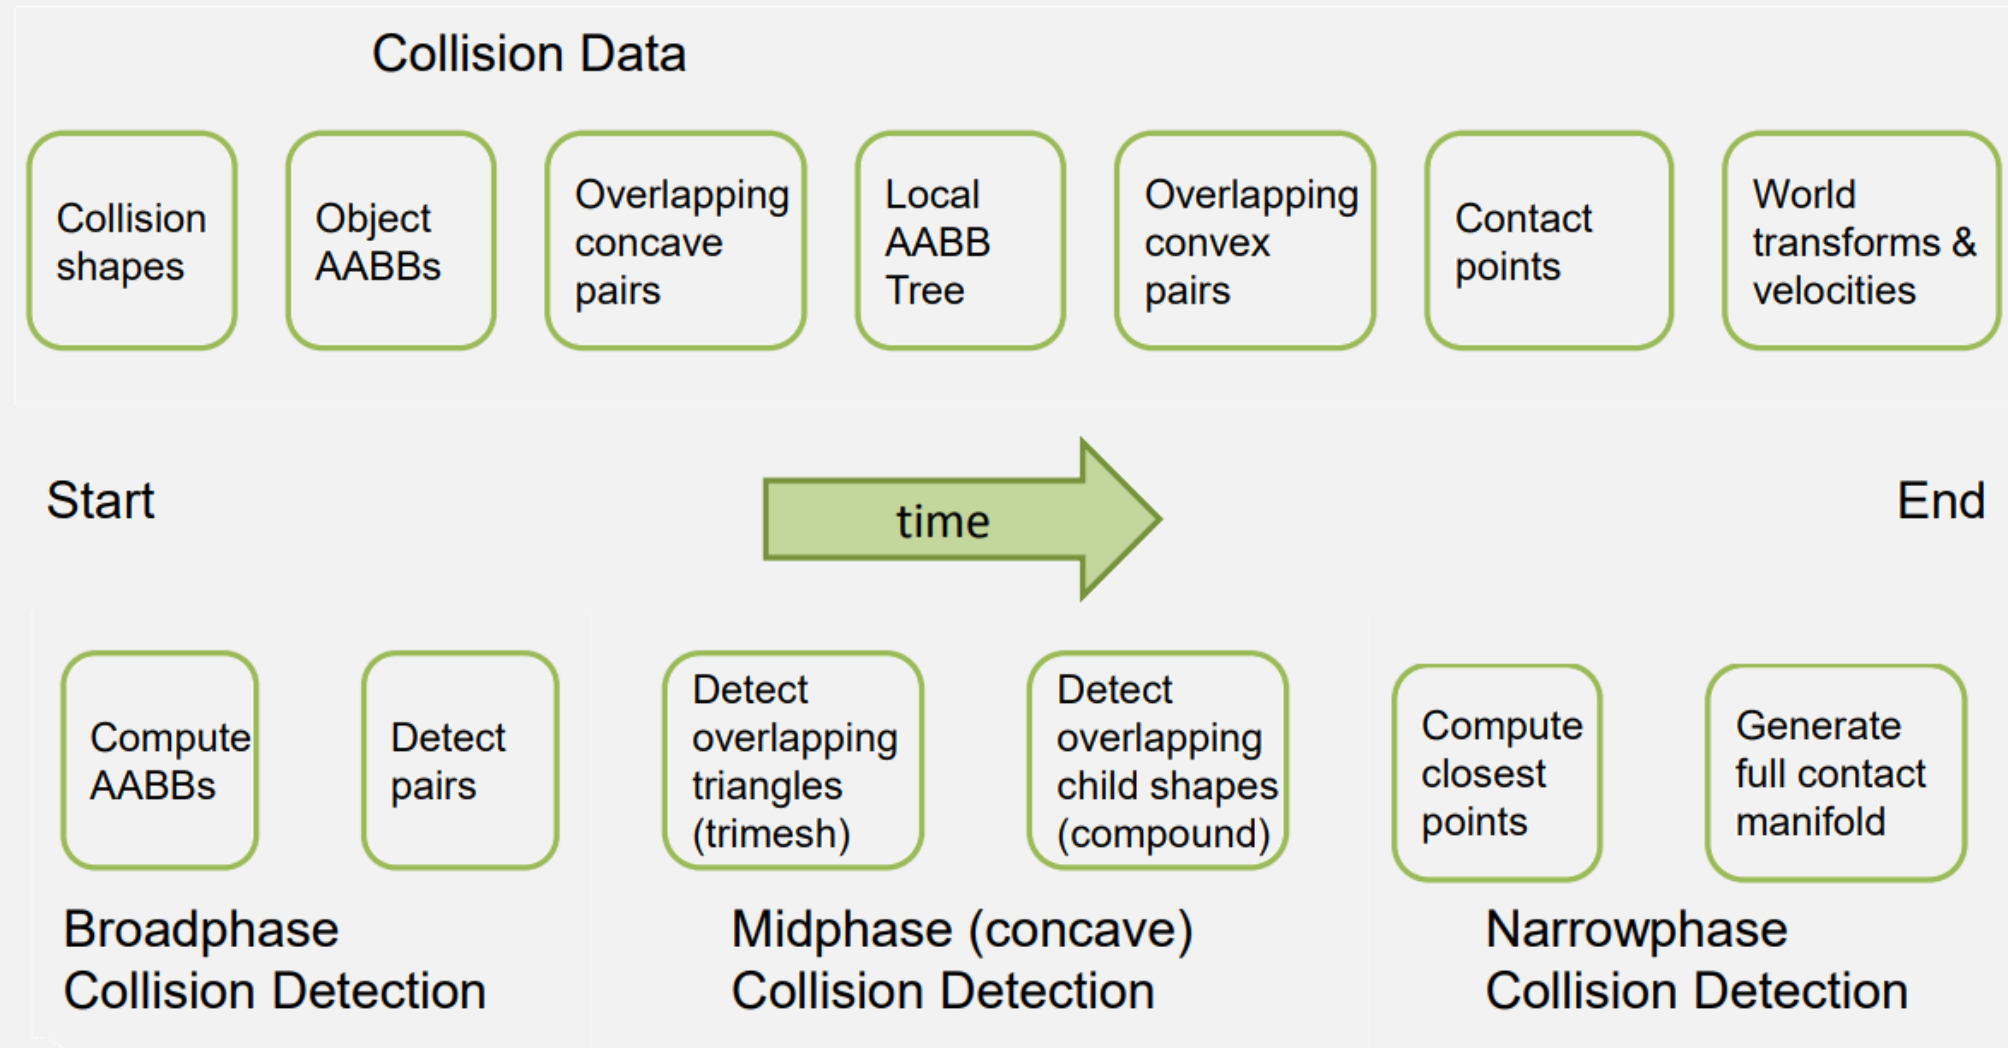 Collision Data
Collision
shapes
Object
AABBs
Overlapping
concave
pairs
Local
AABB
Tree
Overlapping
convex
pairs
Contact
points
World
transforms &
velocities
Start
time
End
Compute
AABBs
Detect
pairs
Detect
overlapping
triangles
(trimesh)
Detect
overlapping
child shapes
(compound)
Compute
closest
points
Generate
full contact
manifold
Broadphase
Collision Detection
Midphase (concave)
Collision Detection
Narrowphase
Collision Detection